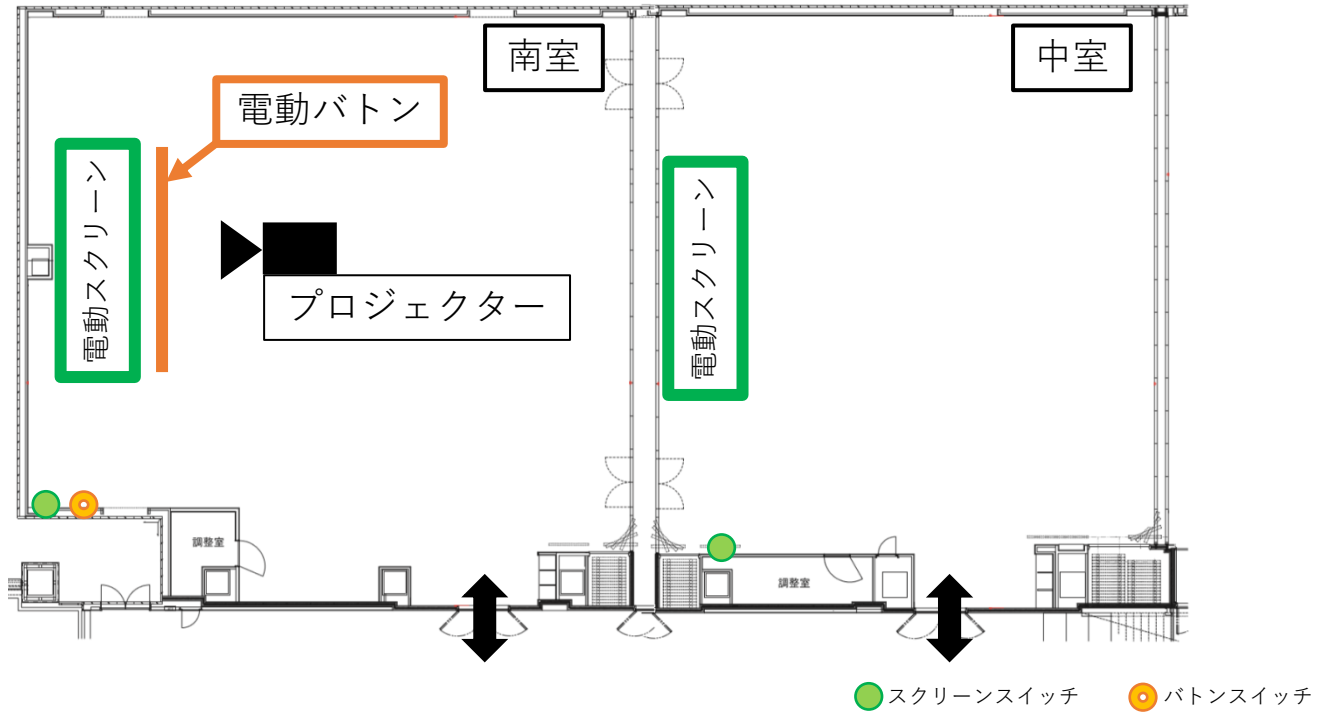 南室
中室
電動バトン
電動スクリーン
電動スクリーン
プロジェクター
調整室
調整室
スクリーンスイッチ
バトンスイッチ